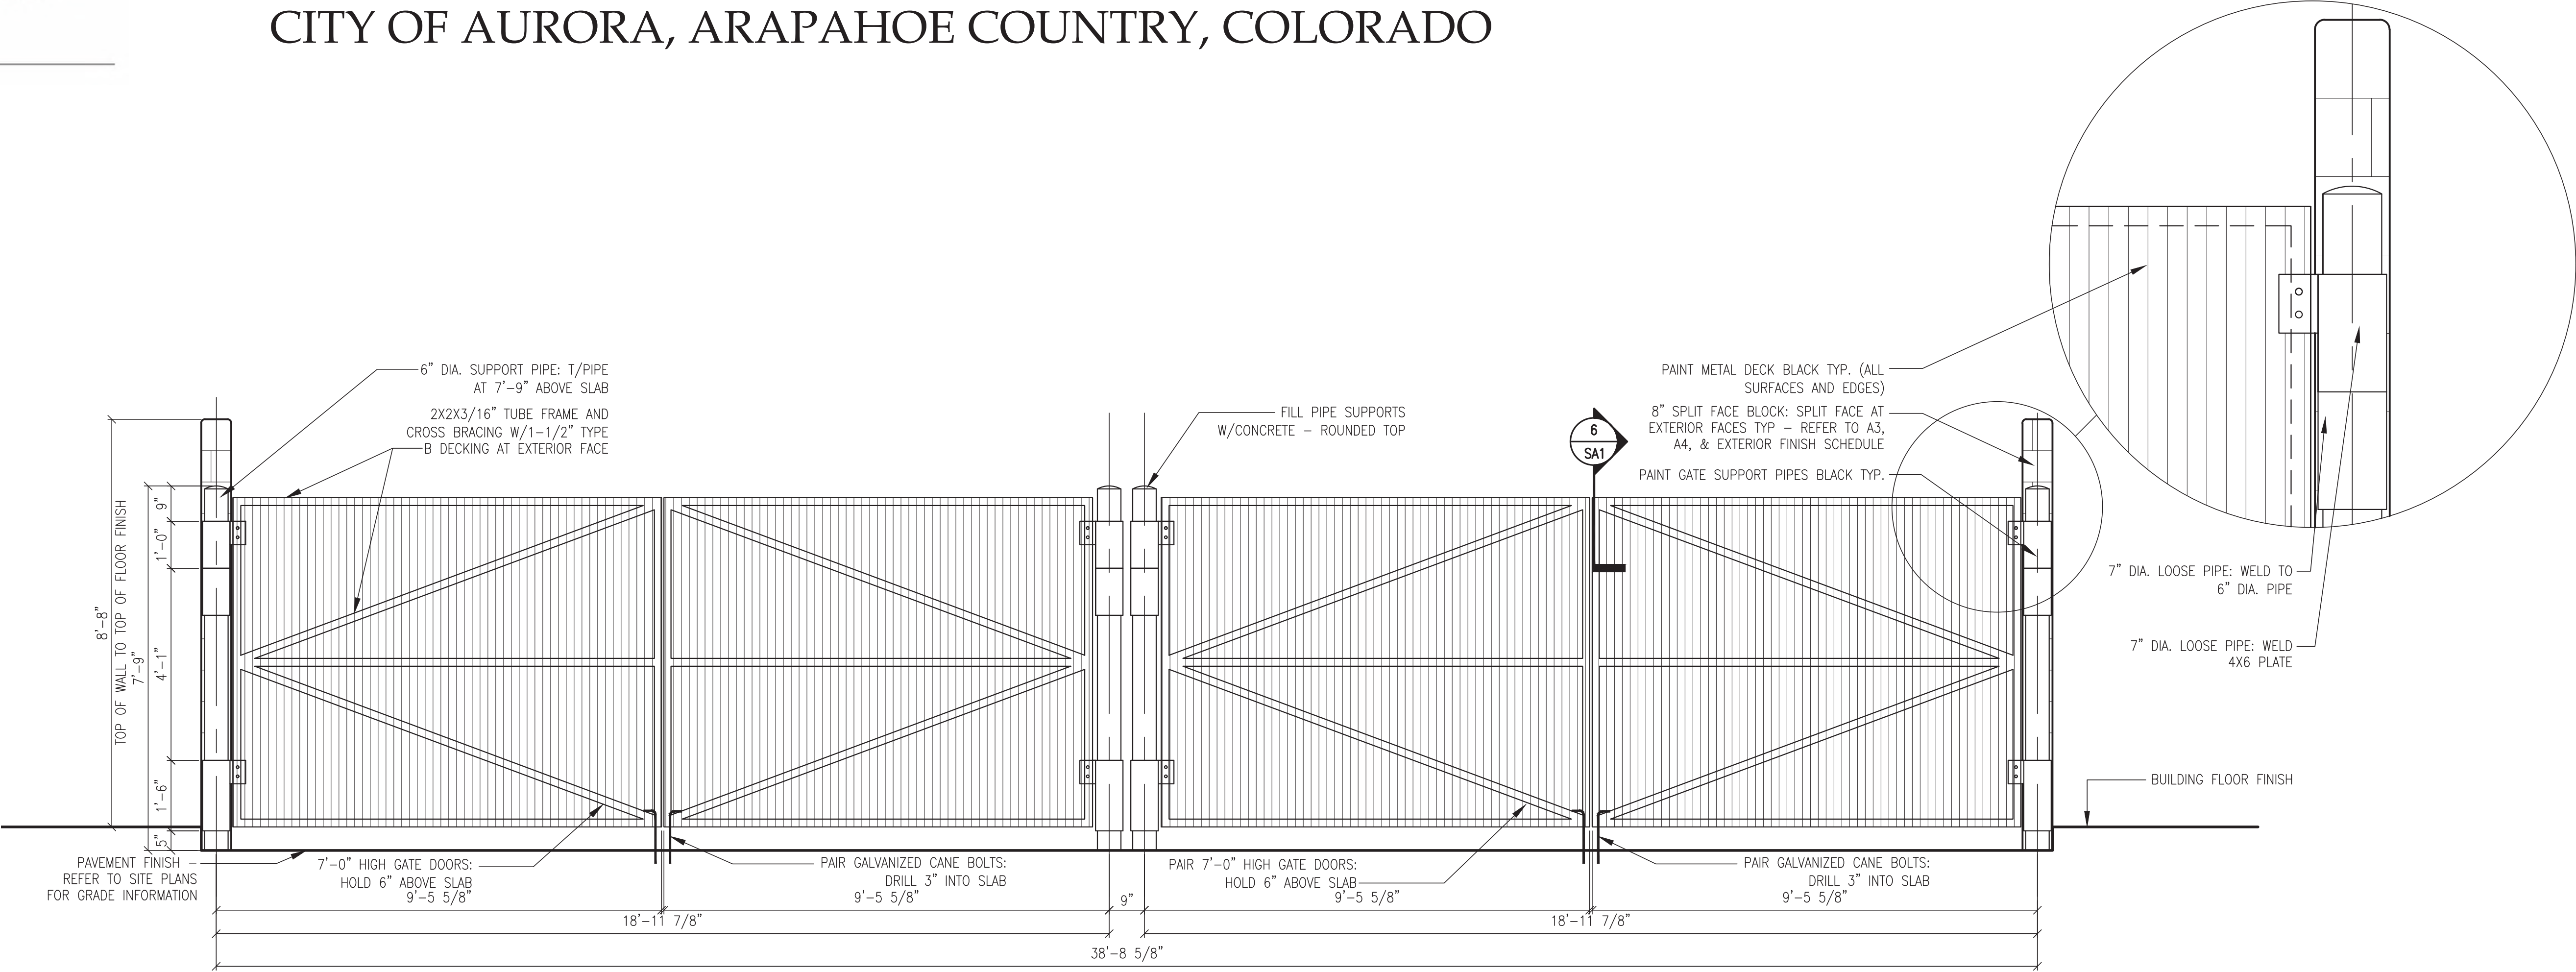 CITY OF AURORA, ARAPAHOE COUNTRY, COLORADO
6” DIA. SUPPORT PIPE: T/PIPE
AT 7’-9” ABOVE SLAB
2X2X3/16” TUBE FRAME AND
CROSS BRACING W/1-1/2” TYPE
B DECKING AT EXTERIOR FACE
FILL PIPE SUPPORTS
W/CONCRETE - ROUNDED TOP
6
SA1
PAINT METAL DECK BLACK TYP. (ALL
SURFACES AND EDGES)
8” SPLIT FACE BLOCK: SPLIT FACE AT
EXTERIOR FACES TYP - REFER TO A3,
A4, & EXTERIOR FINISH SCHEDULE
PAINT GATE SUPPORT PIPES BLACK TYP.
7” DIA. LOOSE PIPE: WELD TO
6” DIA. PIPE
7” DIA. LOOSE PIPE: WELD
4X6 PLATE
BUILDING FLOOR FINISH
8’-8”
TOP OF WALL TO TOP OF FLOOR FINISH
7’-9”
9”
1’-0”
4’-1”
1’-6”
5”
PAVEMENT FINISH
REFER TO SITE PLANS
FOR GRADE INFORMATION
7’-0” HIGH GATE DOORS:
HOLD 6” ABOVE SLAB
9’-5 5/8”
PAIR GALVANIZED CANE BOLTS:
DRILL 3” INTO SLAB
9’-5 5/8”
9”
PAIR 7’-0” HIGH GATE DOORS:
HOLD 6” ABOVE SLAB
9’-5 5/8”
PAIR GALVANIZED CANE BOLTS:
DRILL 3” INTO SLAB
9’-5 5/8”
18’-11 7/8”
18’-11 7/8”
38’-8 5/8”